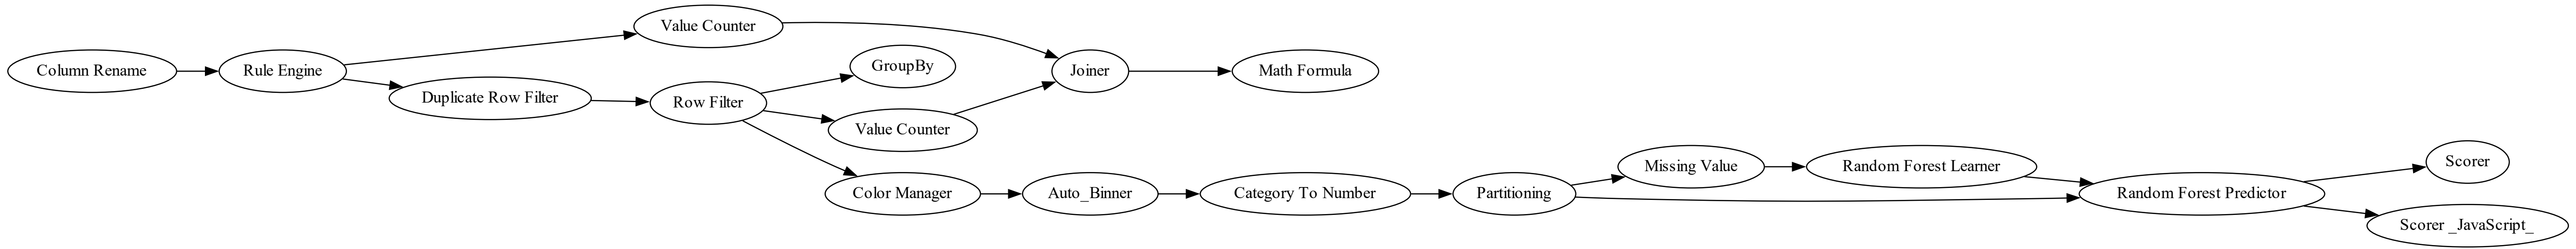 Column Rename
Rule Engine
Value Counter
Duplicate Row Filter
Row Filter
GroupBy
Value Counter
Joiner
Math Formula
Color Manager
Auto_Binner
Category To Number
Partitioning
Missing Value
Random Forest Learner
Random Forest Predictor
Scorer
Scorer _JavaScript_